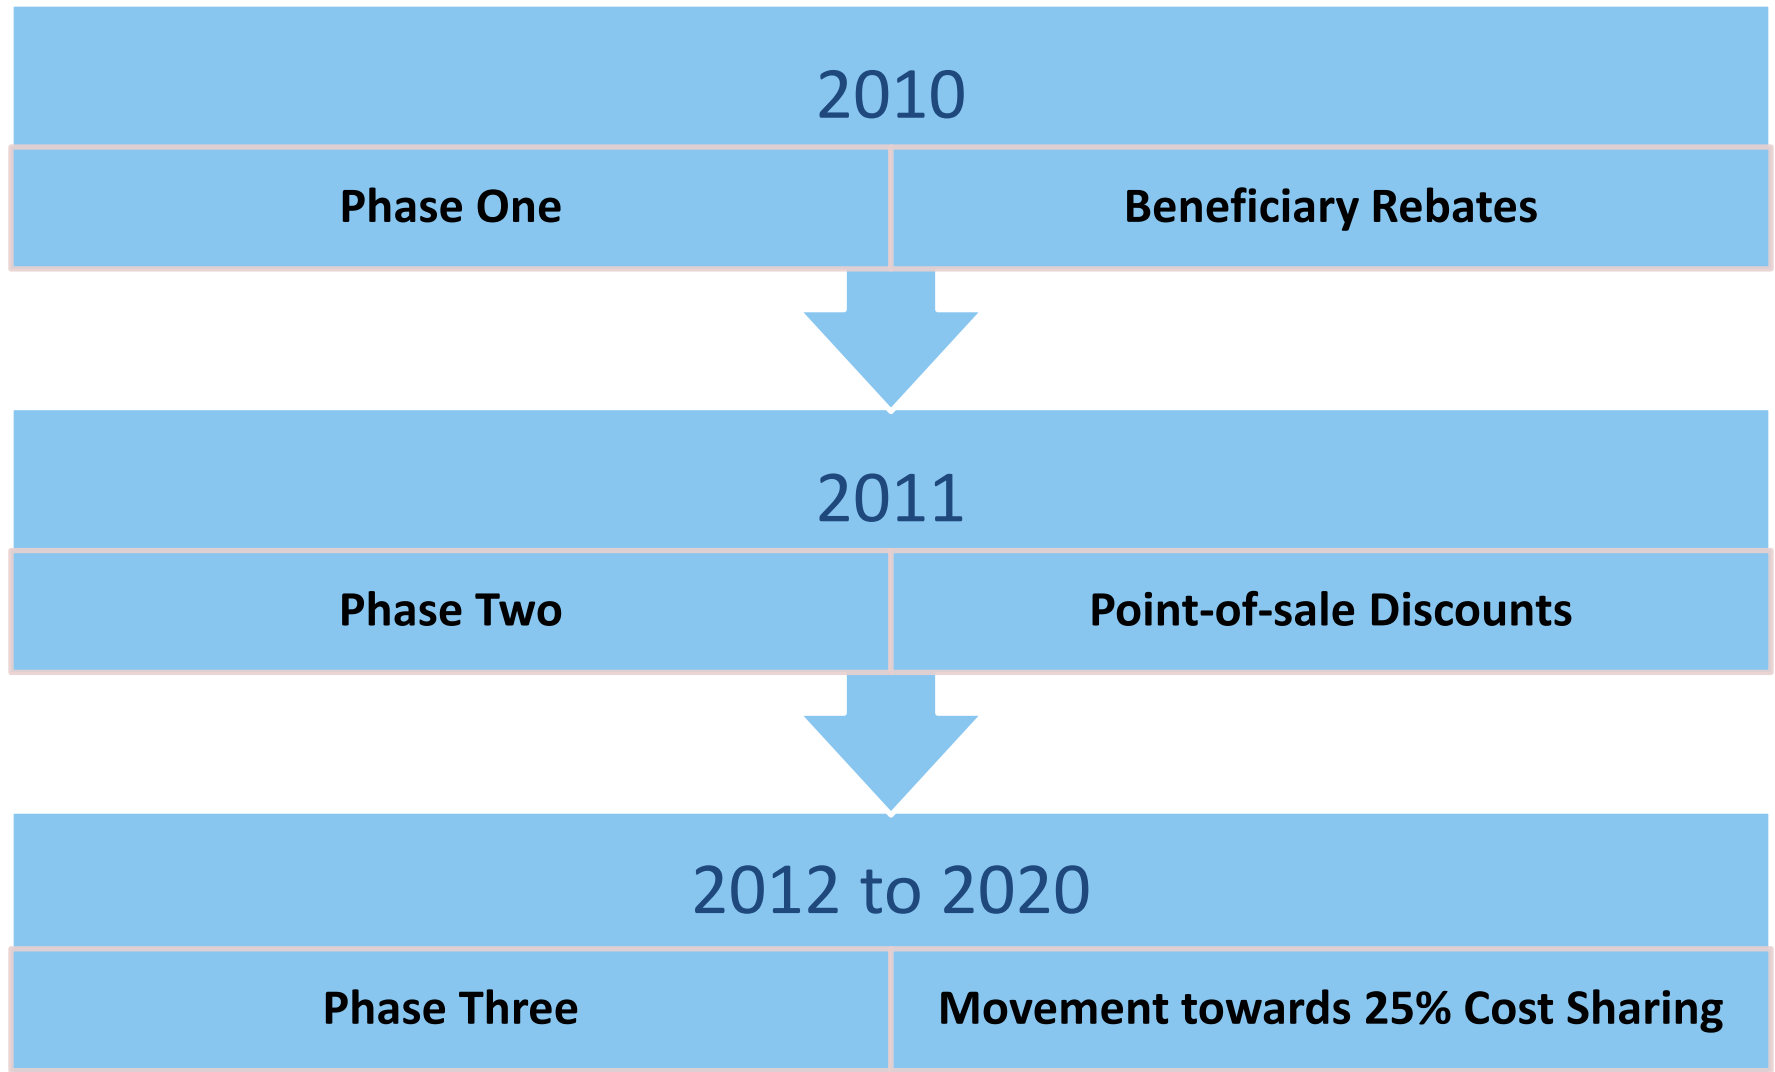 2010
Phase One
Beneficiary Rebates
2011
Phase Two
Point-of-sale Discounts
2012 to 2020
Phase Three
Movement towards 25% Cost Sharing